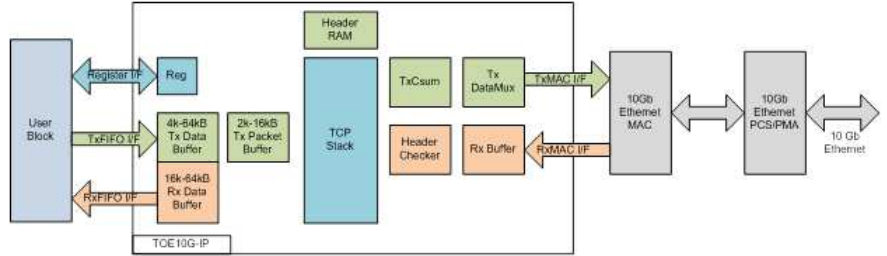 Header
RAM
User
Block
Register I/F
Reg
TxCsum
Tx
DataMux
TxMAC I/F
10Gb
Ethernet
MAC
10Gb
Ethernet
PCS/PMA
TxFIFO I/F
4k-64kB
Tx Data
Buffer
2k-16kB
Tx Packet
Buffer
TCP
Stack
Header
Checker
Rx Buffer
RxMAC I/F
10 Gb
Ethernet
RxFIFO I/F
16k-64kB
Rx Data
Buffer
TOE10G-IP